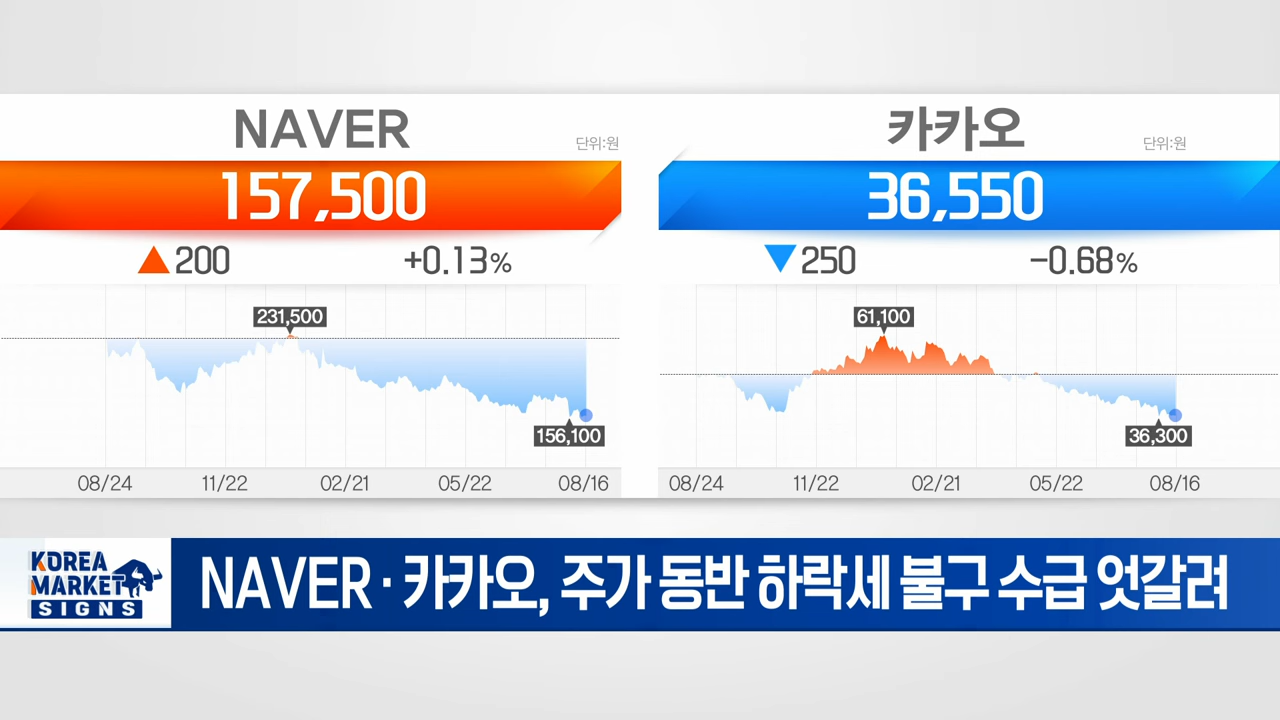 NAVER
단위:원
157,500
▲200 +0.13%
231,500
156,100
08/24 11/22 02/21 05/22 08/16
카카오
단위:원
36,550
▼250 -0.68%
61,100
36,300
08/24 11/22 02/21 05/22 08/16
KOREA
MARKET
SIGNS
NAVER·카카오, 주가 동반 하락세 불구 수급 엇갈려